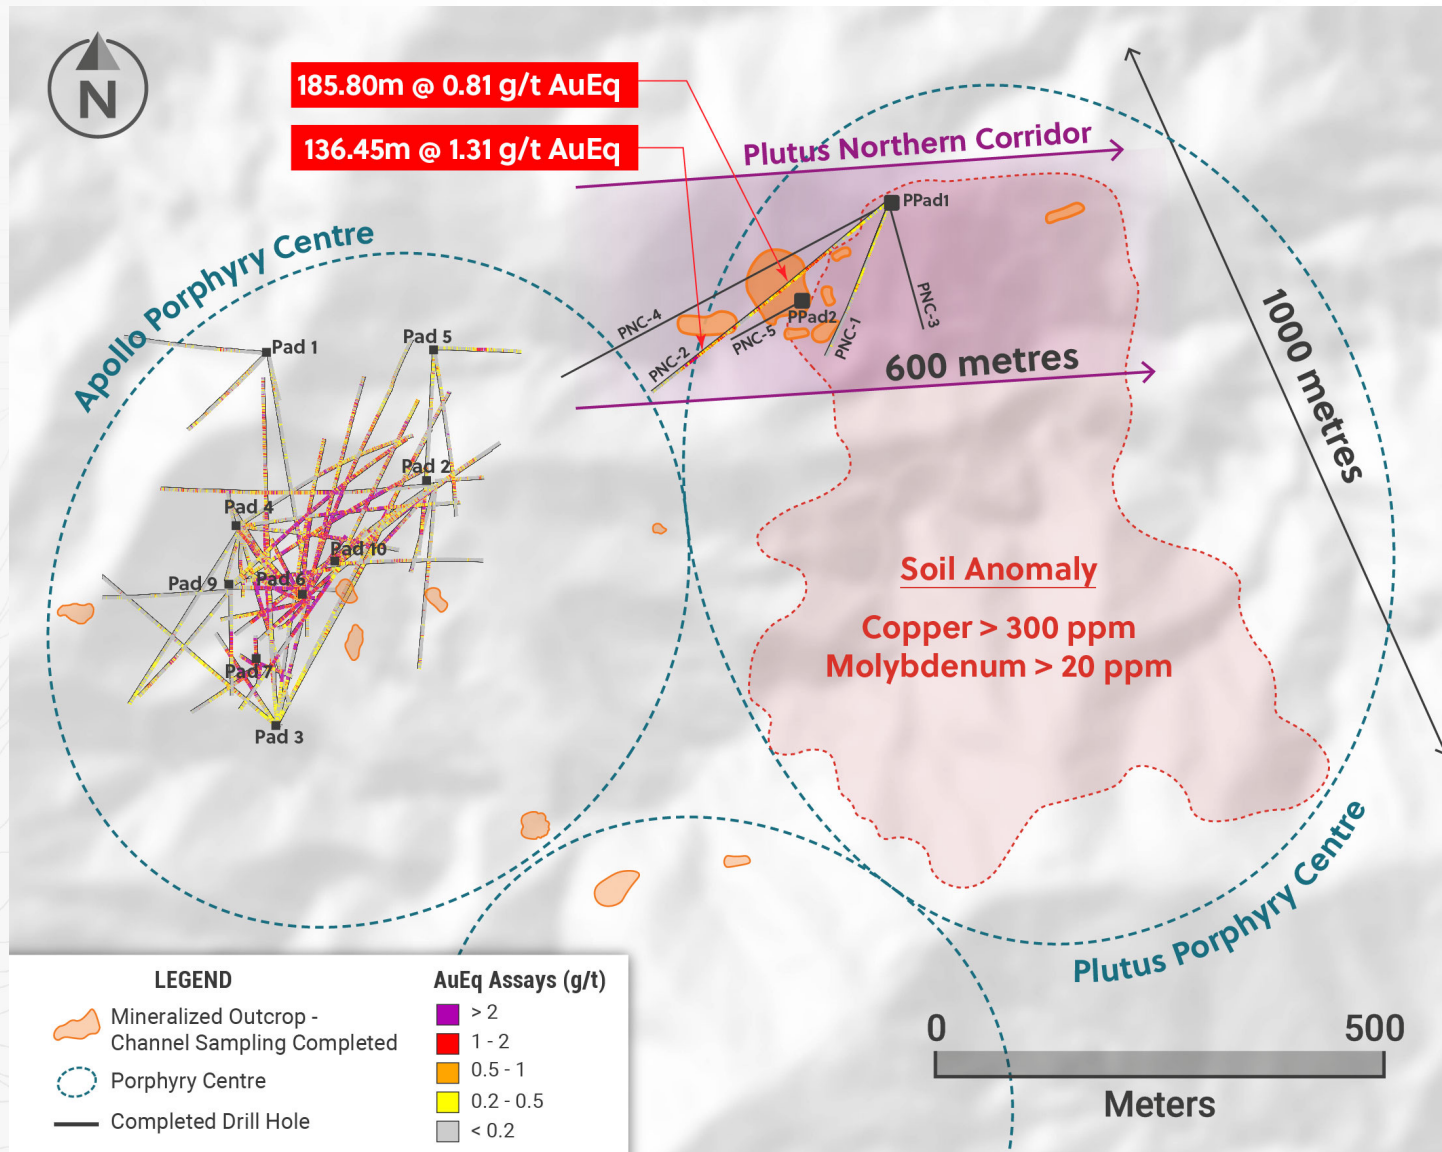 N
185.80m @ 0.81 g/t AuEq
136.45m @ 1.31 g/t AuEq
Plutus Northern Corridor
PPad1
Apollo Porphyry Centre
PNC-4
PNC-3
PPad2
PNC-5
PNC-1
PNC-2
600 metres
1000 metres
Pad 1
Pad 5
Pad 2
Pad 4
Pad 10
Pad 9
Pad 6
Pad 7
Pad 3
Soil Anomaly
Copper > 300 ppm
Molybdenum > 20 ppm
Plutus Porphyry Centre
LEGEND
Mineralized Outcrop -
Channel Sampling Completed
Porphyry Centre
Completed Drill Hole
AuEq Assays (g/t)
> 2
1 - 2
0.5 - 1
0.2 - 0.5
< 0.2
0 500
Meters